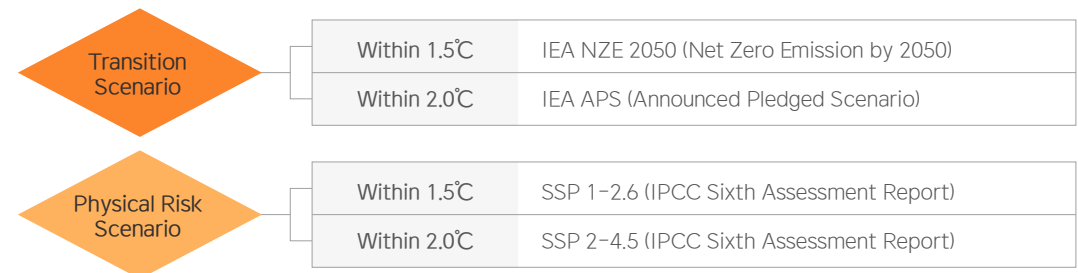 Transition
Scenario
Within 1.5℃ IEA NZE 2050 (Net Zero Emission by 2050)
Within 2.0℃ IEA APS (Announced Pledged Scenario)
Physical Risk
Scenario
Within 1.5℃ SSP 1-2.6 (IPCC Sixth Assessment Report)
Within 2.0℃ SSP 2-4.5 (IPCC Sixth Assessment Report)